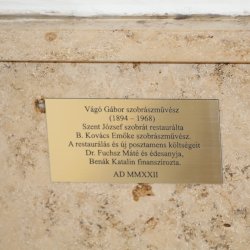 Vágó Gábor szobrászművész
(1894 – 1968)
Szent József szobrát restaurálta
B. Kovács Emőke szobrászművész.
A restaurálás és új posztamens költségeit
Dr. Fuchsz Máté és édesanyja,
Benák Katalin finanszírozta.
AD MMXXII